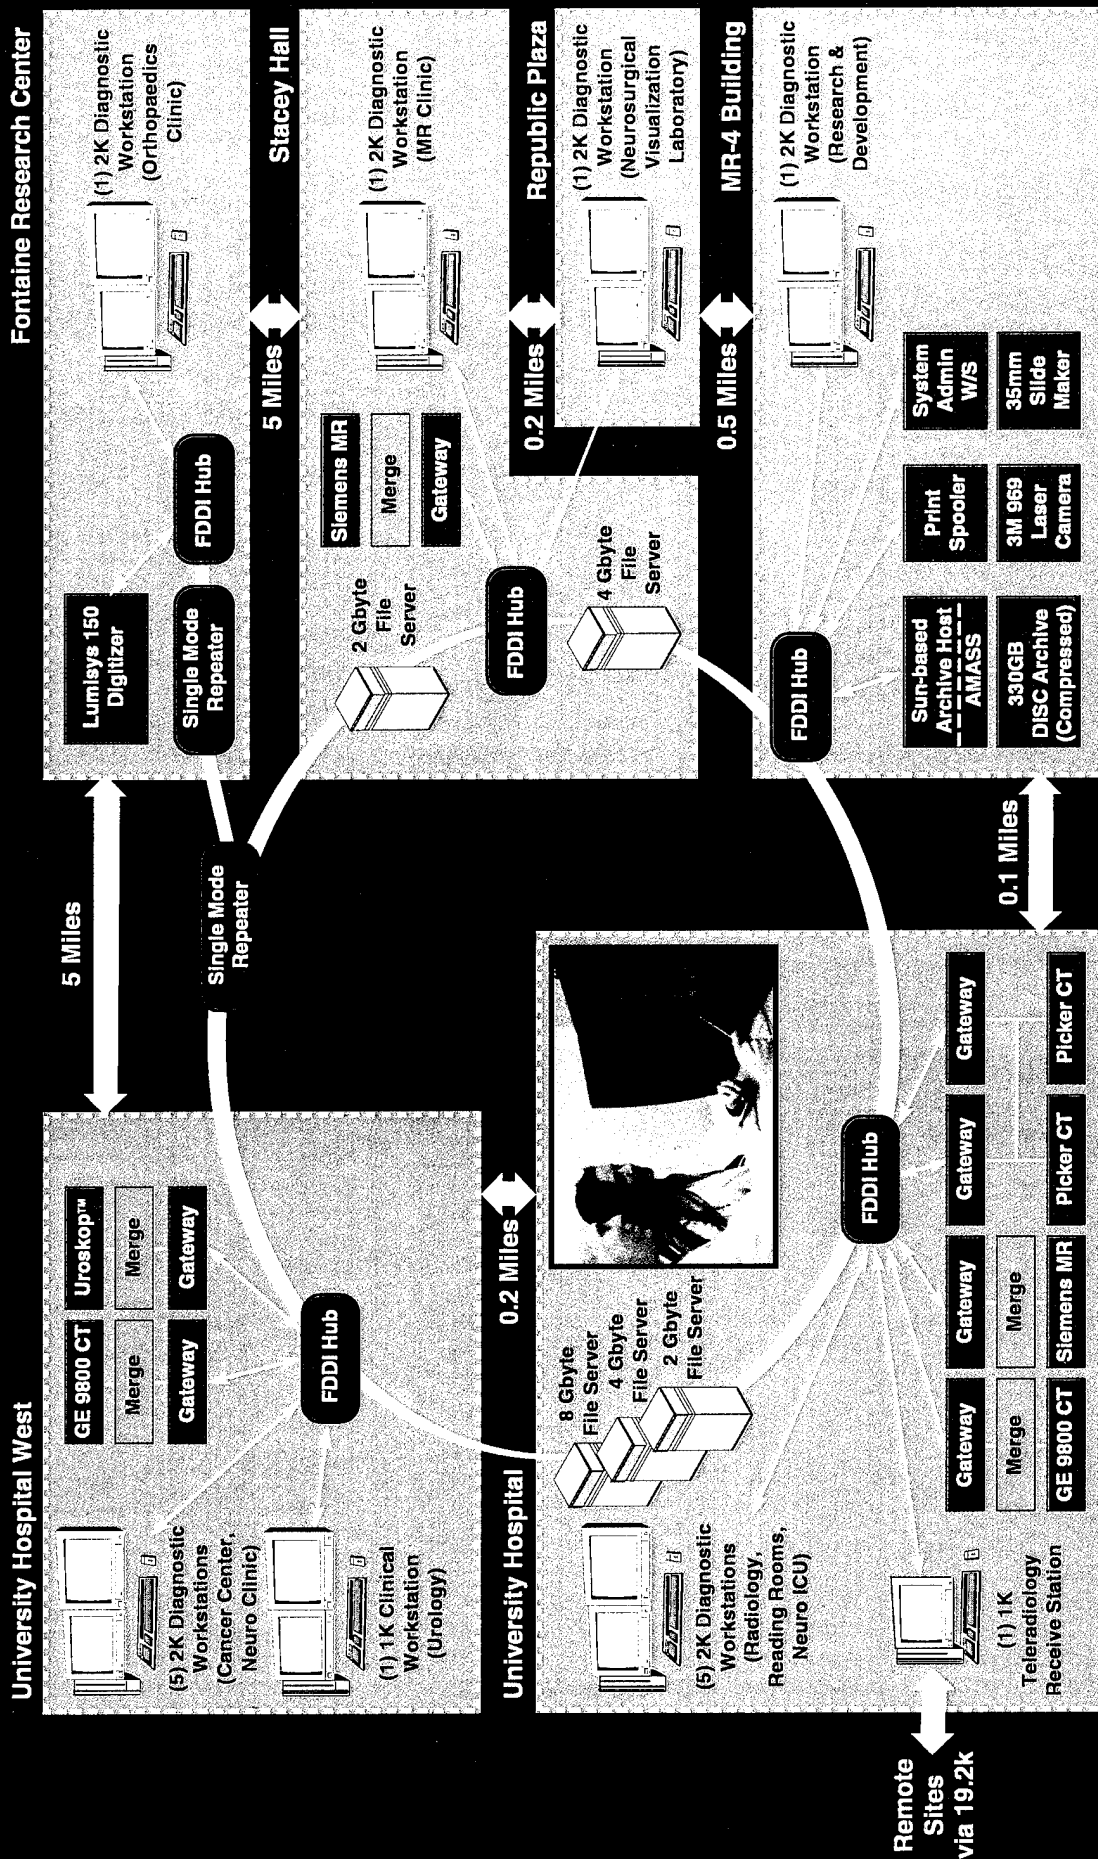 University Hospital West
(5) 2K Diagnostic
Workstations
(Cancer Center,
Neuro Clinic)
(1) 1K Clinical
Workstation
(Urology)
GE 9800 CT
Merge
Gateway
Uroskop™
Merge
Gateway
FDDI Hub
5 Miles
Single Mode
Repeater
Fontaine Research Center
Lumisys 150
Digitizer
Single Mode
Repeater
FDDI Hub
(1) 2K Diagnostic
Workstation
(Orthopaedics
Clinic)
5 Miles
Stacey Hall
2 Gbyte
File
Server
Siemens MR
Merge
Gateway
(1) 2K Diagnostic
Workstation
(MR Clinic)
FDDI Hub
4 Gbyte
File
Server
0.2 Miles
Republic Plaza
(1) 2K Diagnostic
Workstation
(Neurosurgical
Visualization
Laboratory)
0.5 Miles
MR-4 Building
(1) 2K Diagnostic
Workstation
(Research &
Development)
FDDI Hub
Sun-based
Archive Host
AMASS
330GB
DISC Archive
(Compressed)
Print
Spooler
3M 969
Laser
Camera
System
Admin
W/S
35mm
Slide
Maker
0.1 Miles
0.2 Miles
University Hospital
8 Gbyte
File Server
4 Gbyte
File Server
2 Gbyte
File Server
(5) 2K Diagnostic
Workstations
(Radiology,
Reading Rooms,
Neuro ICU)
FDDI Hub
(1) 1K
Teleradiology
Receive Station
Gateway
Merge
GE 9800 CT
Gateway
Merge
Siemens MR
Gateway
Picker CT
Gateway
Picker CT
Remote
Sites
via 19.2k